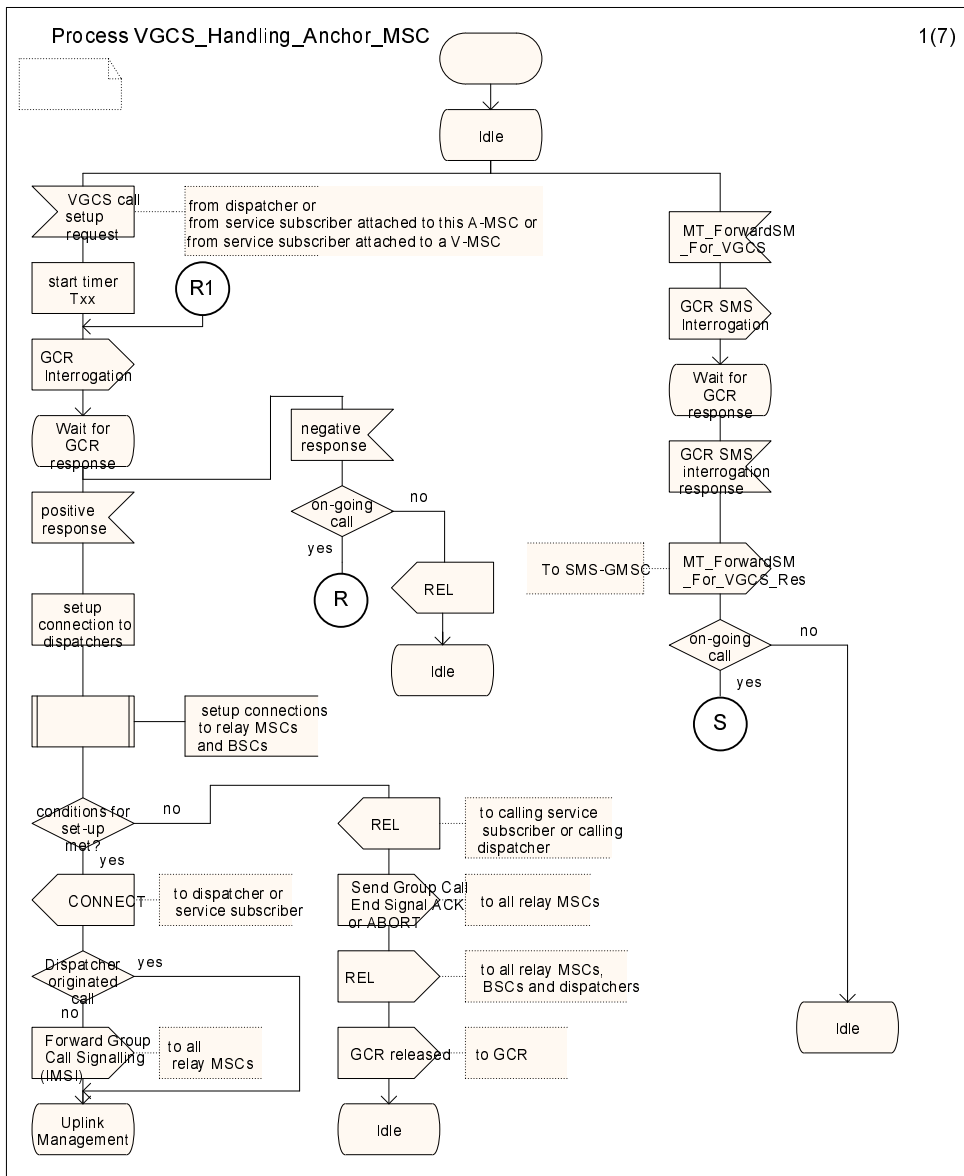 Process VGCS_Handling_Anchor_MSC
1(7)
Idle
VGCS call
setup
request
from dispatcher or
from service subscriber attached to this A-MSC or
from service subscriber attached to a V-MSC
MT_ForwardSM
_For_VGCS
start timer
Txx
R1
GCR SMS
Interrogation
GCR
Interrogation
Wait for
GCR
response
Wait for
GCR
response
negative
response
GCR SMS
interrogation
response
positive
response
on-going
call
no
yes
To SMS-GMSC
MT_ForwardSM
_For_VGCS_Res
R
REL
setup
connection to
dispatchers
on-going
call
no
yes
Idle
S
setup connections
to relay MSCs
and BSCs
conditions for
set-up
met?
no
yes
REL
to calling service
subscriber or calling
dispatcher
CONNECT
to dispatcher or
service subscriber
Send Group Call
End Signal ACK
or ABORT
to all relay MSCs
Dispatcher
originated
call
yes
no
REL
to all relay MSCs,
BSCs and dispatchers
Idle
Forward Group
Call Signalling
(IMSI)
to all
relay MSCs
GCR released
to GCR
Uplink
Management
Idle